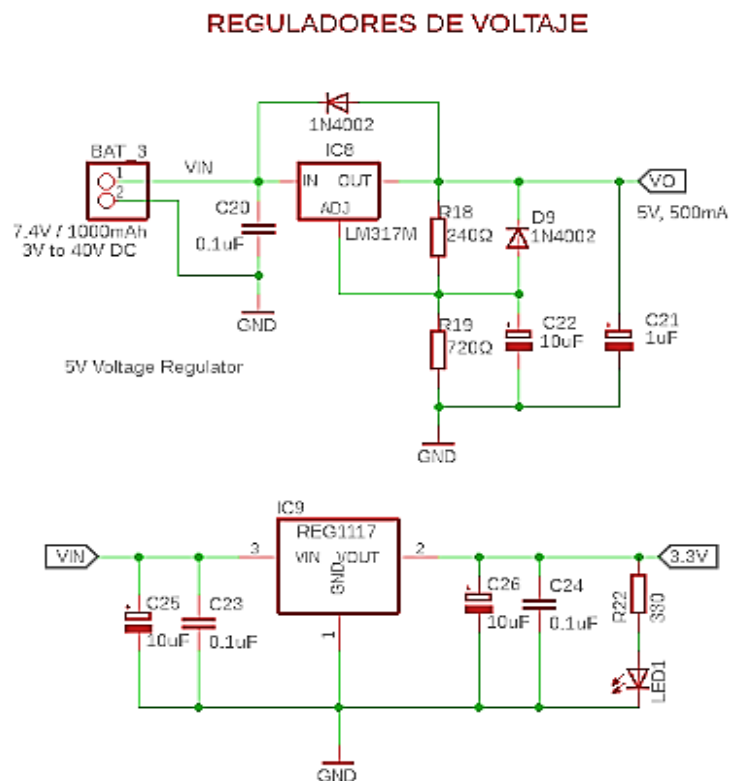 REGULADORES DE VOLTAJE
1N4002
BAT_3
1
2
VIN
IC8
IN OUT
ADJ
LM317M
C20
0.1uF
7.4V / 1000mAh
3V to 40V DC
GND
R18
240Ω
D9
1N4002
VO
5V, 500mA
R19
720Ω
C22
10uF
C21
1uF
5V Voltage Regulator
GND
IC9
REG1117
VIN
3
VIN VOUT
GND
2
3.3V
1
C25
10uF
C23
0.1uF
C26
10uF
C24
0.1uF
R22
330
LED1
GND